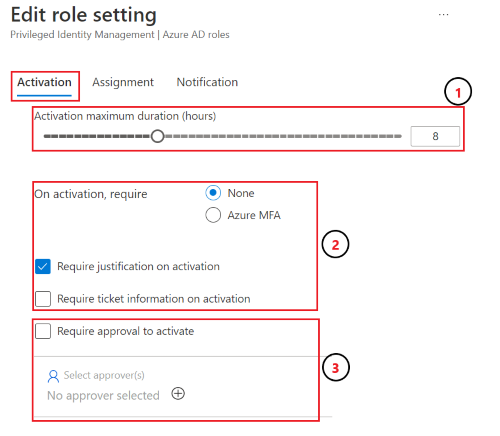 Edit role setting
...
Privileged Identity Management | Azure AD roles
Activation Assignment Notification
1
Activation maximum duration (hours)
8
On activation, require
None
Azure MFA
2
Require justification on activation
Require ticket information on activation
Require approval to activate
3
Select approver(s)
No approver selected